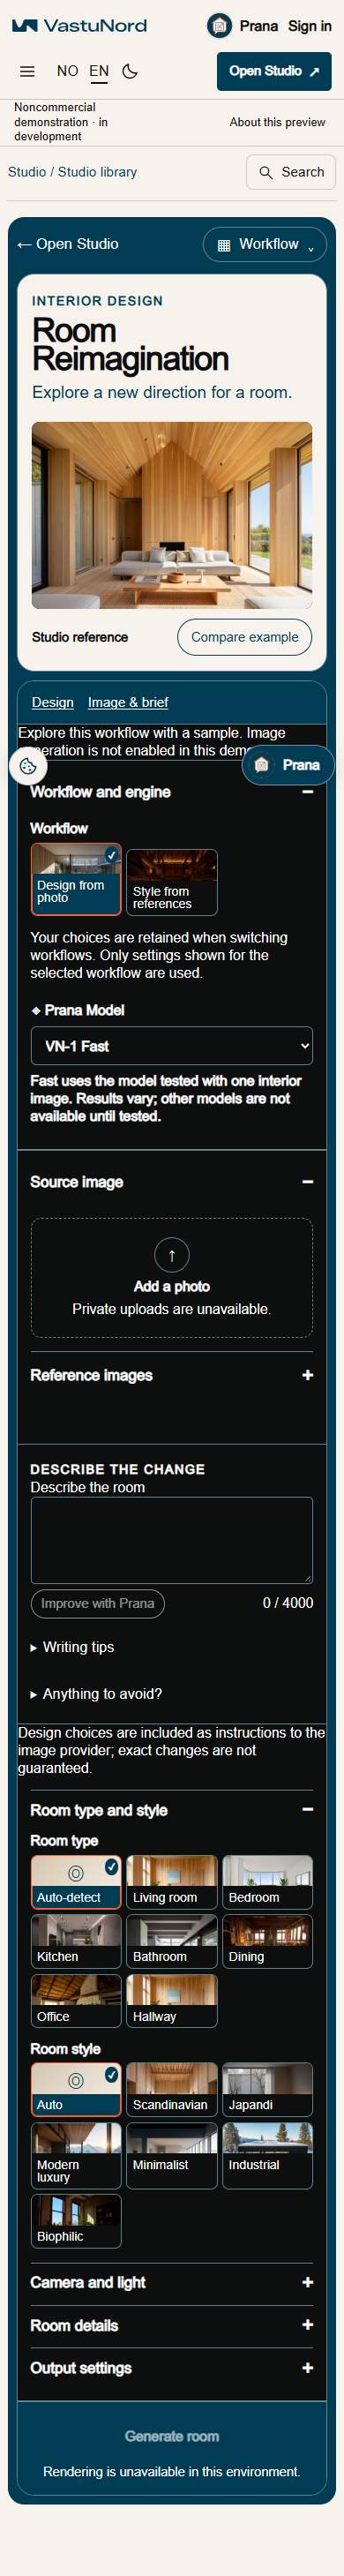 VastuNord
Prana Sign in
NO EN
Open Studio ↗
Noncommercial
demonstration · in
development
About this preview
Studio / Studio library
Search
← Open Studio
Workflow
INTERIOR DESIGN
Room
Reimagination
Explore a new direction for a room.
Studio reference
Compare example
Design Image & brief
Explore this workflow with a sample. Image
is not enabled in this
Prana
Workflow and engine
Workflow
Design from
photo
Style from
references
Your choices are retained when switching
workflows. Only settings shown for the
selected workflow are used.
Prana Model
VN-1 Fast
Fast uses the model tested with one interior
image. Results vary; other models are not
available until tested.
Source image
Add a photo
Private uploads are unavailable.
Reference images
DESCRIBE THE CHANGE
Describe the room
Improve with Prana
0 / 4000
Writing tips
Anything to avoid?
Design choices are included as instructions to the
image provider; exact changes are not
guaranteed.
Room type and style
Room type
Auto-detect
Living room
Bedroom
Kitchen
Bathroom
Dining
Office
Hallway
Room style
Auto
Scandinavian
Japandi
Modern
luxury
Minimalist
Industrial
Biophilic
Camera and light
Room details
Output settings
Generate room
Rendering is unavailable in this environment.